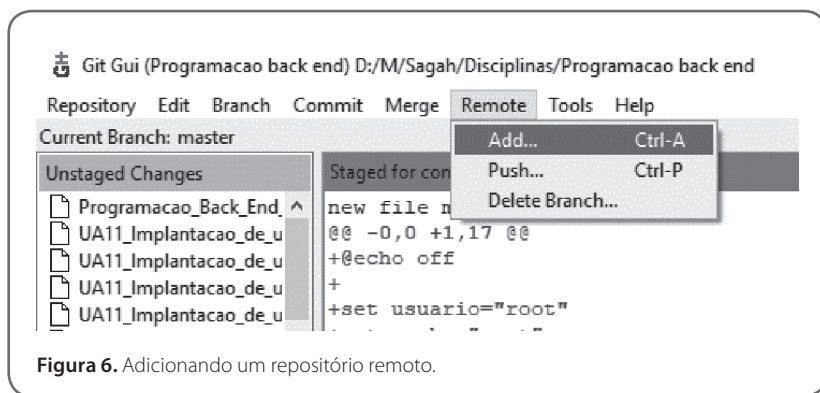 Git Gui (Programacao back end) D:/M/Sagah/Disciplinas/Programacao back end
Repository Edit Branch Commit Merge Remote Tools Help
Current Branch: master
Add... Ctrl-A
Unstaged Changes
Staged for con
Push... Ctrl-P
Delete Branch...
Programacao_Back_End_
new file m
UA11_Implantacao_de_u
@@ -0,0 +1,17 @@
UA11_Implantacao_de_u
+@echo off
UA11_Implantacao_de_u
+
UA11_Implantacao_de_u
+set usuario="root"
Figura 6. Adicionando um repositório remoto.